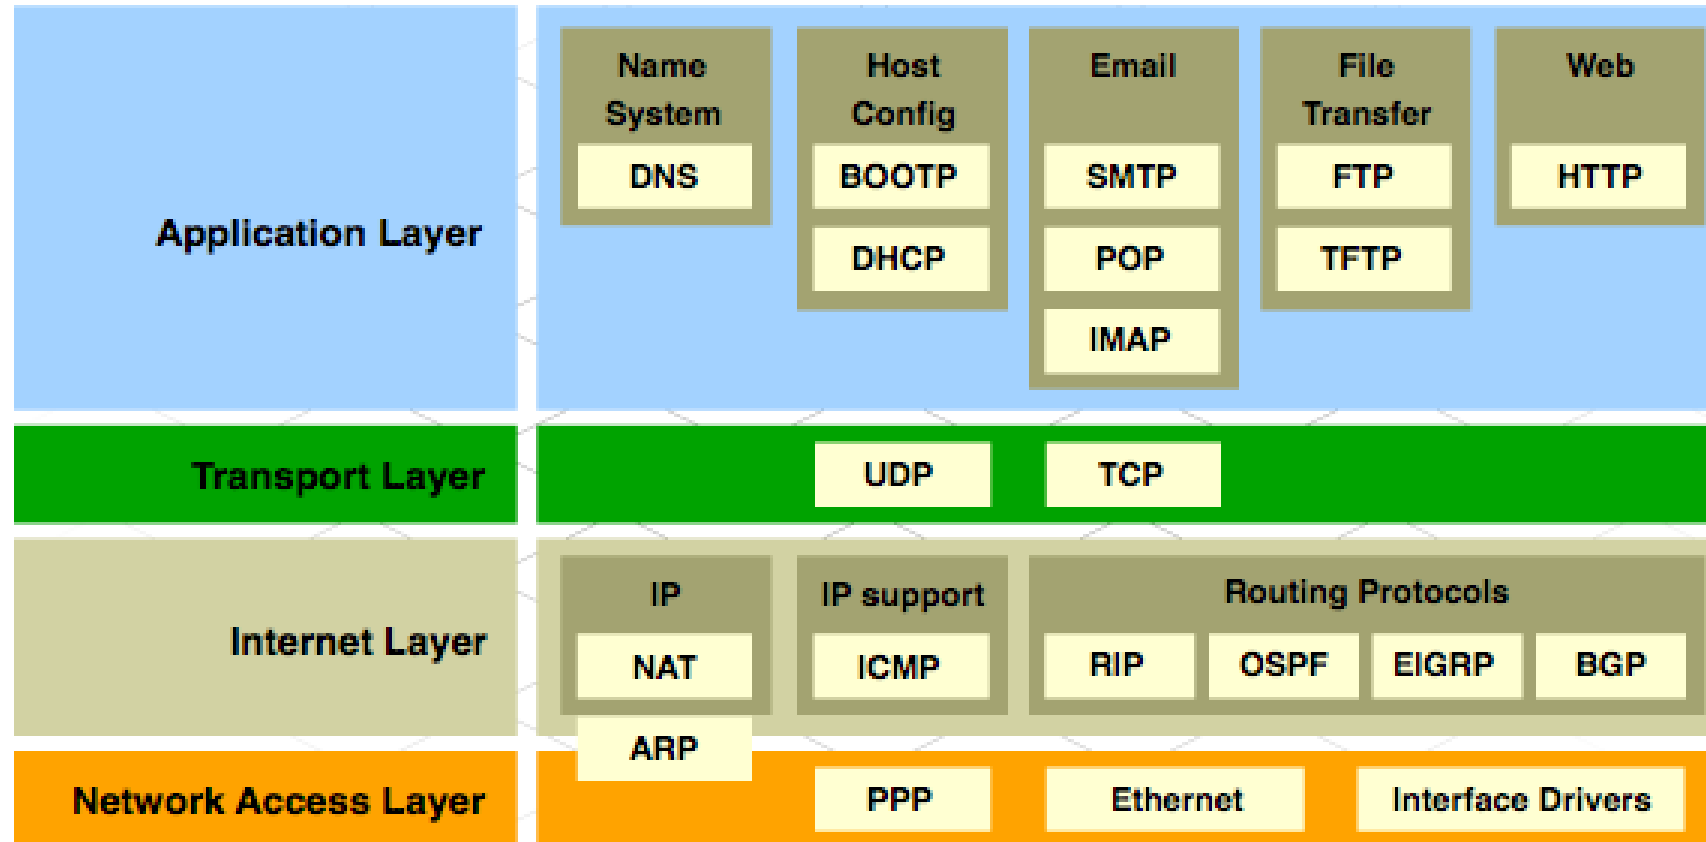 Application Layer
Name
System
DNS
Host
Config
BOOTP
DHCP
Email
SMTP
POP
IMAP
File
Transfer
FTP
TFTP
Web
HTTP
Transport Layer
UDP
TCP
Internet Layer
IP
NAT
ARP
IP support
ICMP
Routing Protocols
RIP
OSPF
EIGRP
BGP
Network Access Layer
PPP
Ethernet
Interface Drivers